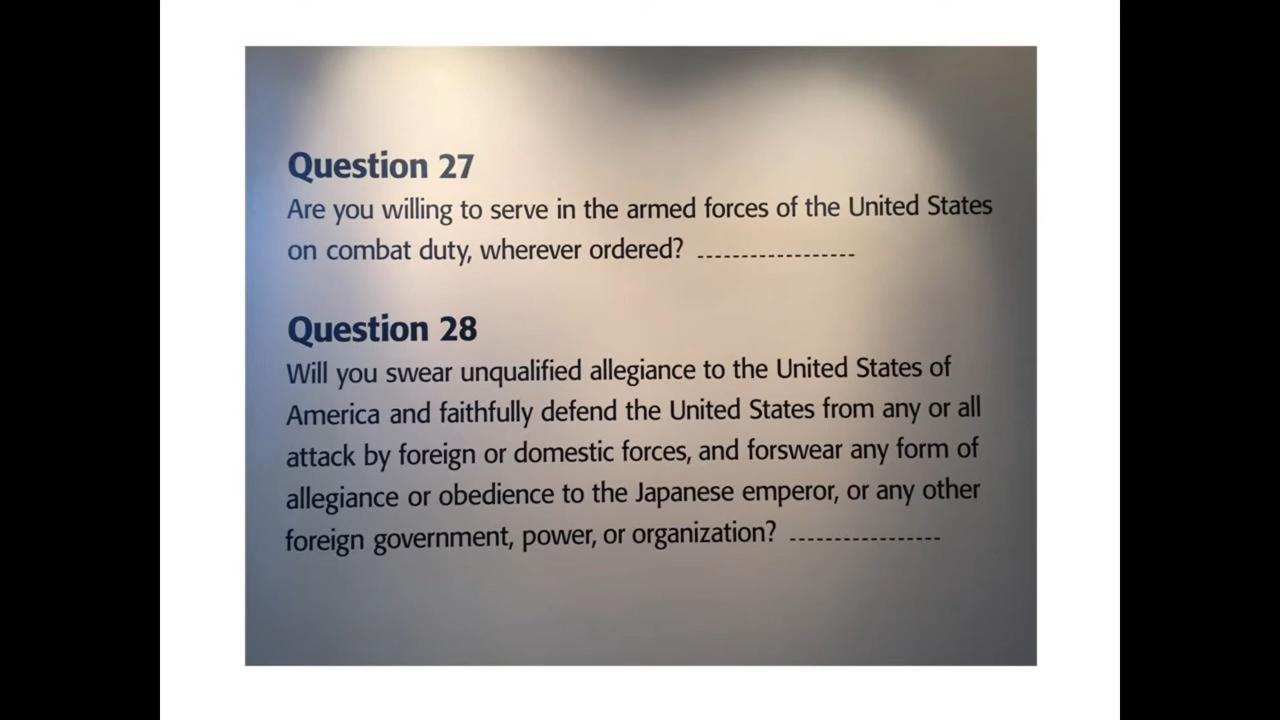 Question 27
Are you willing to serve in the armed forces of the United States
on combat duty, wherever ordered? ------------------
Question 28
Will you swear unqualified allegiance to the United States of
America and faithfully defend the United States from any or all
attack by foreign or domestic forces, and forswear any form of
allegiance or obedience to the Japanese emperor, or any other
foreign government, power, or organization? -----------------